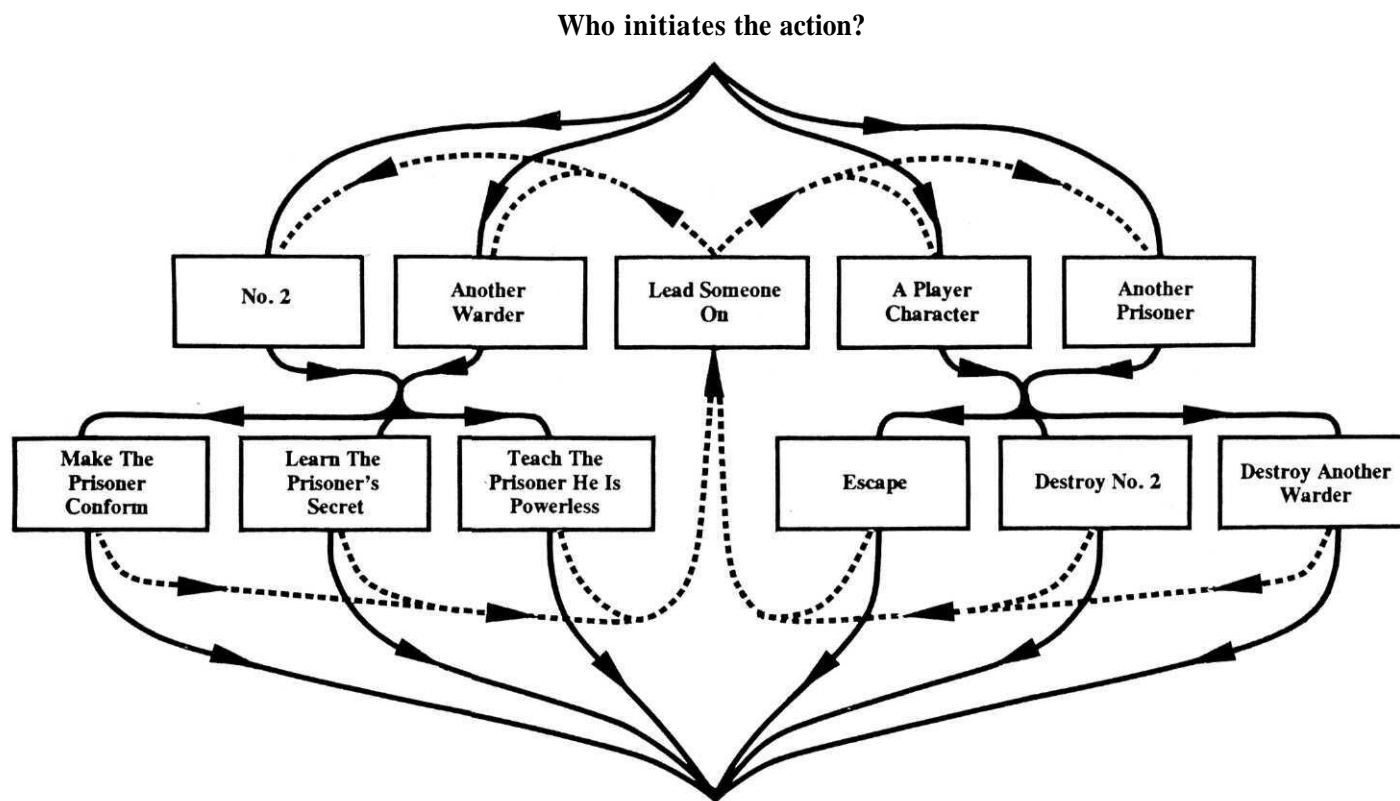 Who initiates the action?
No. 2
Another
Warder
Lead Someone
On
A Player
Character
Another
Prisoner
Make The
Prisoner
Conform
Learn The
Prisoner's
Secret
Teach The
Prisoner He Is
Powerless
Escape
Destroy No. 2
Destroy Another
Warder